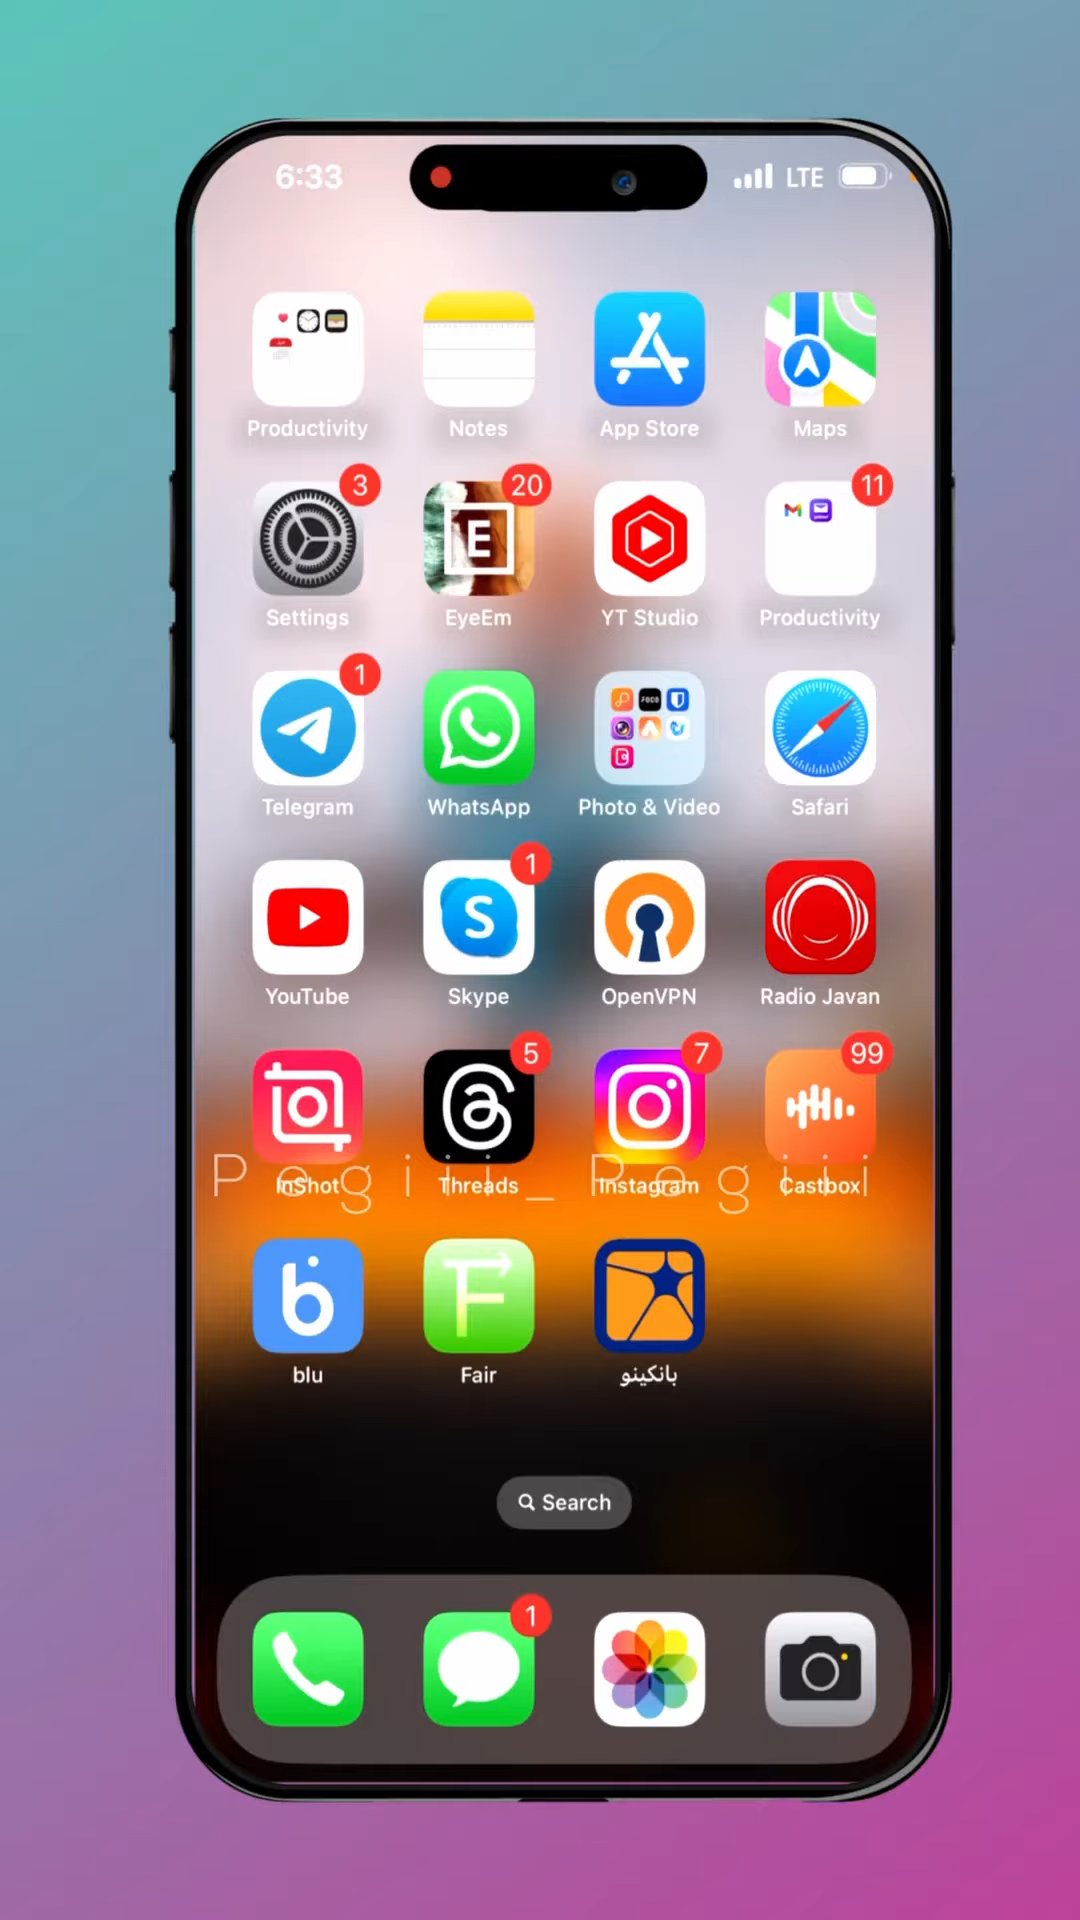 6:33 LTE
Productivity Notes App Store Maps
3 20 11
E
Settings EyeEm YT Studio Productivity
1
FOCO
Telegram WhatsApp Photo & Video Safari
1
S
YouTube Skype OpenVPN Radio Javan
5 7 99
Pegiii_Pegiii
InShot Threads Instagram Castbox
b F
blu Fair بانکینو
Search
1